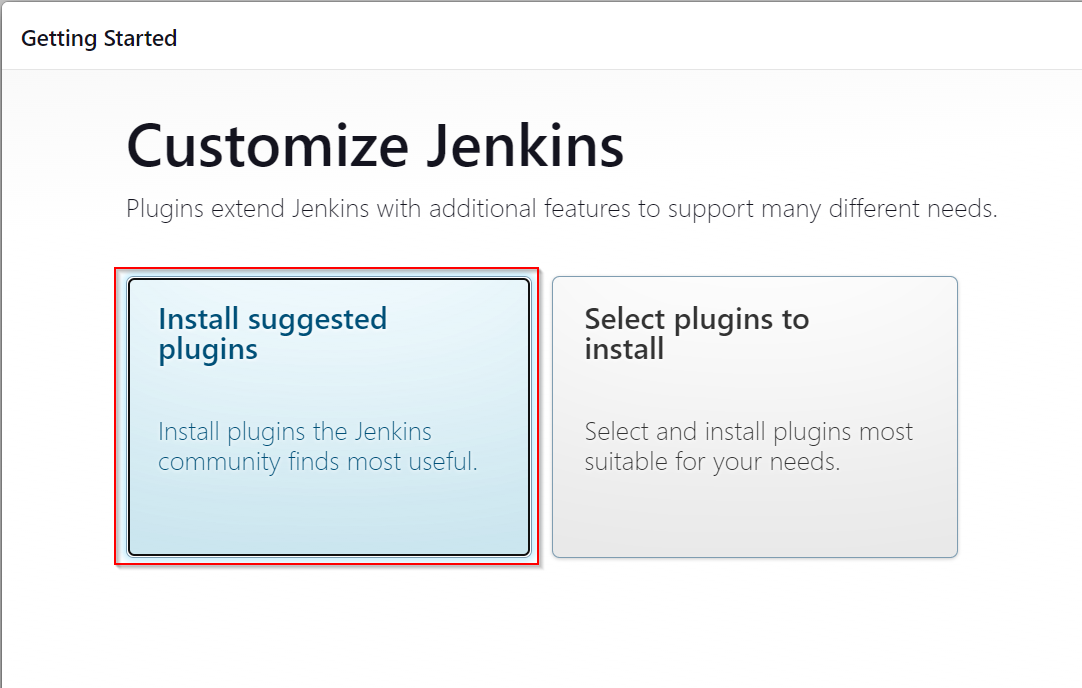 Getting Started
Customize Jenkins
Plugins extend Jenkins with additional features to support many different needs.
Install suggested
plugins
Install plugins the Jenkins
community finds most useful.
Select plugins to
install
Select and install plugins most
suitable for your needs.